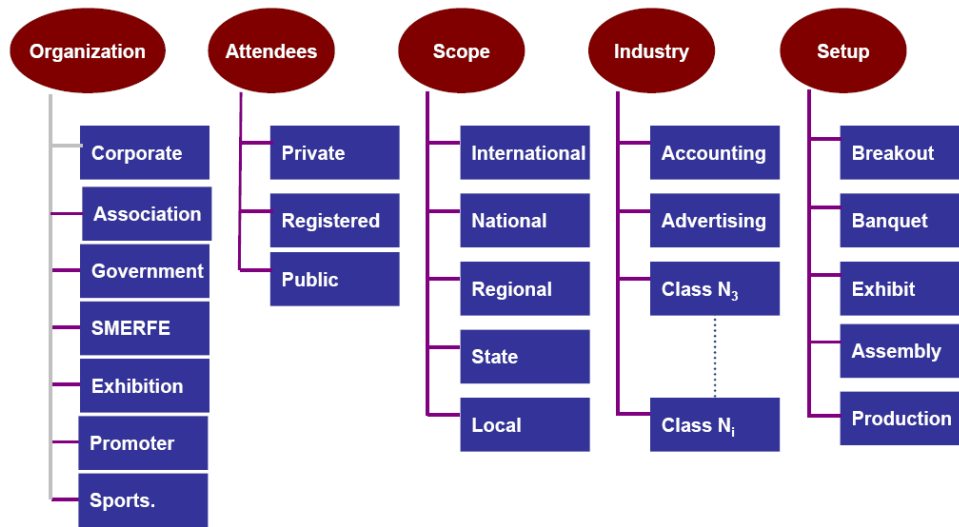 Organization
Attendees
Scope
Industry
Setup
Corporate
Association
Government
SMERFE
Exhibition
Promoter
Sports.
Private
Registered
Public
International
National
Regional
State
Local
Accounting
Advertising
Class N3
Class Ni
Breakout
Banquet
Exhibit
Assembly
Production